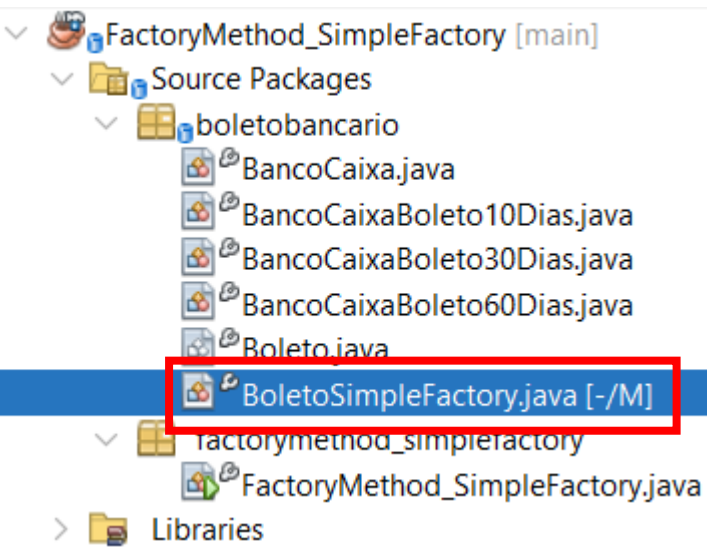 FactoryMethod_SimpleFactory [main]
Source Packages
boletobancario
BancoCaixa.java
BancoCaixaBoleto10Dias.java
BancoCaixaBoleto30Dias.java
BancoCaixaBoleto60Dias.java
Boleto.java
BoletoSimpleFactory.java [-/M]
factorymethod_simplefactory
FactoryMethod_SimpleFactory.java
Libraries